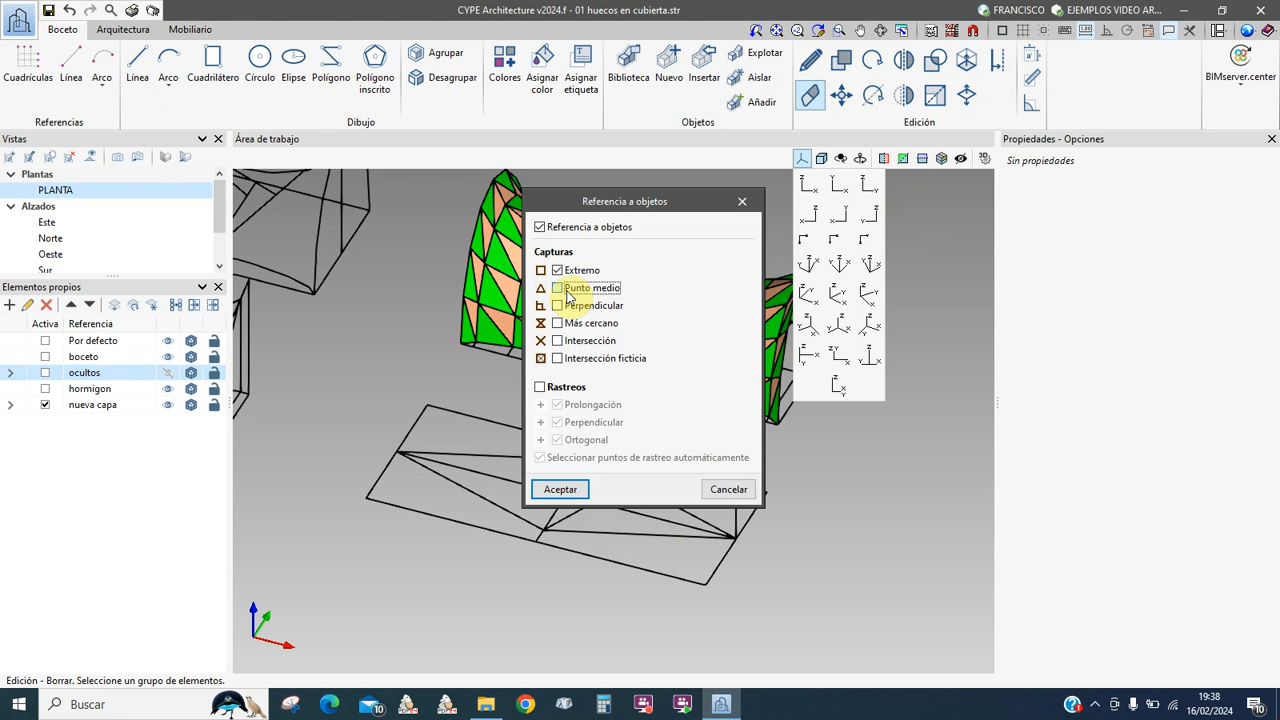 CYPE Architecture v2024.f - 01 huecos en cubierta.str
FRANCISCO
EJEMPLOS VIDEO AR...
Boceto
Arquitectura
Mobiliario
Cuadrículas
Línea
Arco
Línea
Arco
Cuadrilátero
Círculo
Elipse
Polígono
Polígono inscrito
Agrupar
Desagrupar
Colores
Asignar color
Asignar etiqueta
Biblioteca
Nuevo
Insertar
Explotar
Aislar
Añadir
BIMserver.center
Referencias
Dibujo
Objetos
Edición
Vistas
Área de trabajo
Propiedades - Opciones
Sin propiedades
Plantas
PLANTA
Alzados
Este
Norte
Oeste
Sur
Elementos propios
Activa
Referencia
Por defecto
boceto
ocultos
hormigon
nueva capa
Referencia a objetos
Referencia a objetos
Capturas
Extremo
Punto medio
Perpendicular
Más cercano
Intersección
Intersección ficticia
Rastreos
Prolongación
Perpendicular
Ortogonal
Seleccionar puntos de rastreo automáticamente
Aceptar
Cancelar
Edición - Borrar. Seleccione un grupo de elementos.
Buscar
19:38
16/02/2024